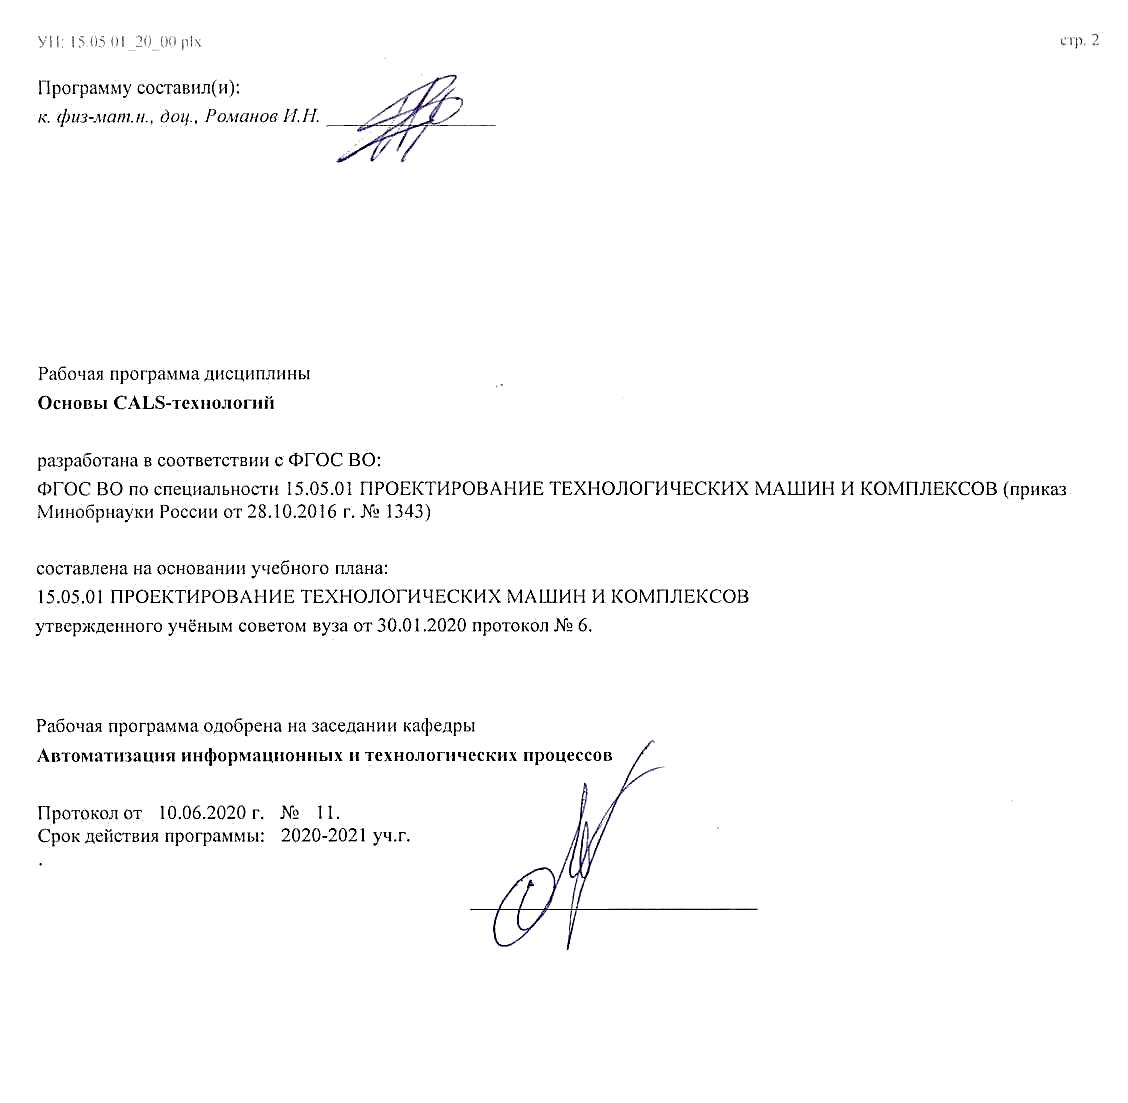 УП: 15.05.01_20_00.plx
стр. 2
Программу составил(и):
к. физ-мат.н., доц., Романов И.Н.
Рабочая программа дисциплины
Основы CALS-технологий
разработана в соответствии с ФГОС ВО:
ФГОС ВО по специальности 15.05.01 ПРОЕКТИРОВАНИЕ ТЕХНОЛОГИЧЕСКИХ МАШИН И КОМПЛЕКСОВ (приказ
Минобрнауки России от 28.10.2016 г. № 1343)
составлена на основании учебного плана:
15.05.01 ПРОЕКТИРОВАНИЕ ТЕХНОЛОГИЧЕСКИХ МАШИН И КОМПЛЕКСОВ
утвержденного учёным советом вуза от 30.01.2020 протокол № 6.
Рабочая программа одобрена на заседании кафедры
Автоматизация информационных и технологических процессов
Протокол от 10.06.2020 г. № 11.
Срок действия программы: 2020-2021 уч.г.
.